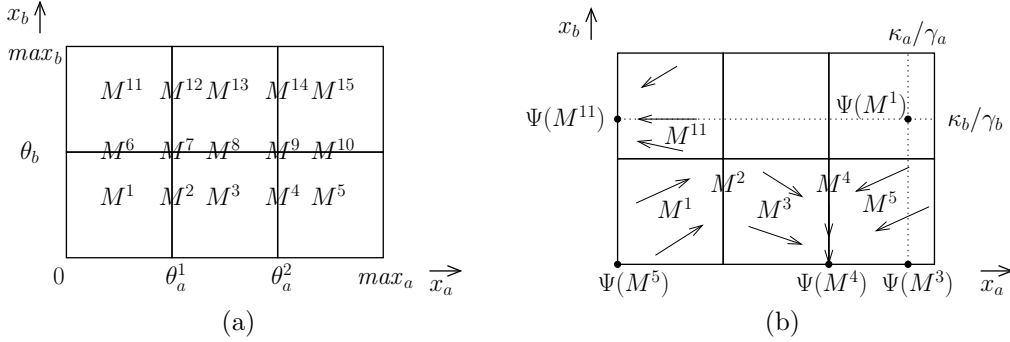 x_b
max_b
M^{11} M^{12} M^{13} M^{14} M^{15}
θ_b
M^6 M^7 M^8 M^9 M^{10}
M^1 M^2 M^3 M^4 M^5
0 θ_a^1 θ_a^2 max_a x_a
(a)
x_b
κ_a/γ_a
Ψ(M^{11})
Ψ(M^1)
κ_b/γ_b
M^{11}
M^2 M^4
M^1 M^3 M^5
Ψ(M^5) Ψ(M^4) Ψ(M^3) x_a
(b)